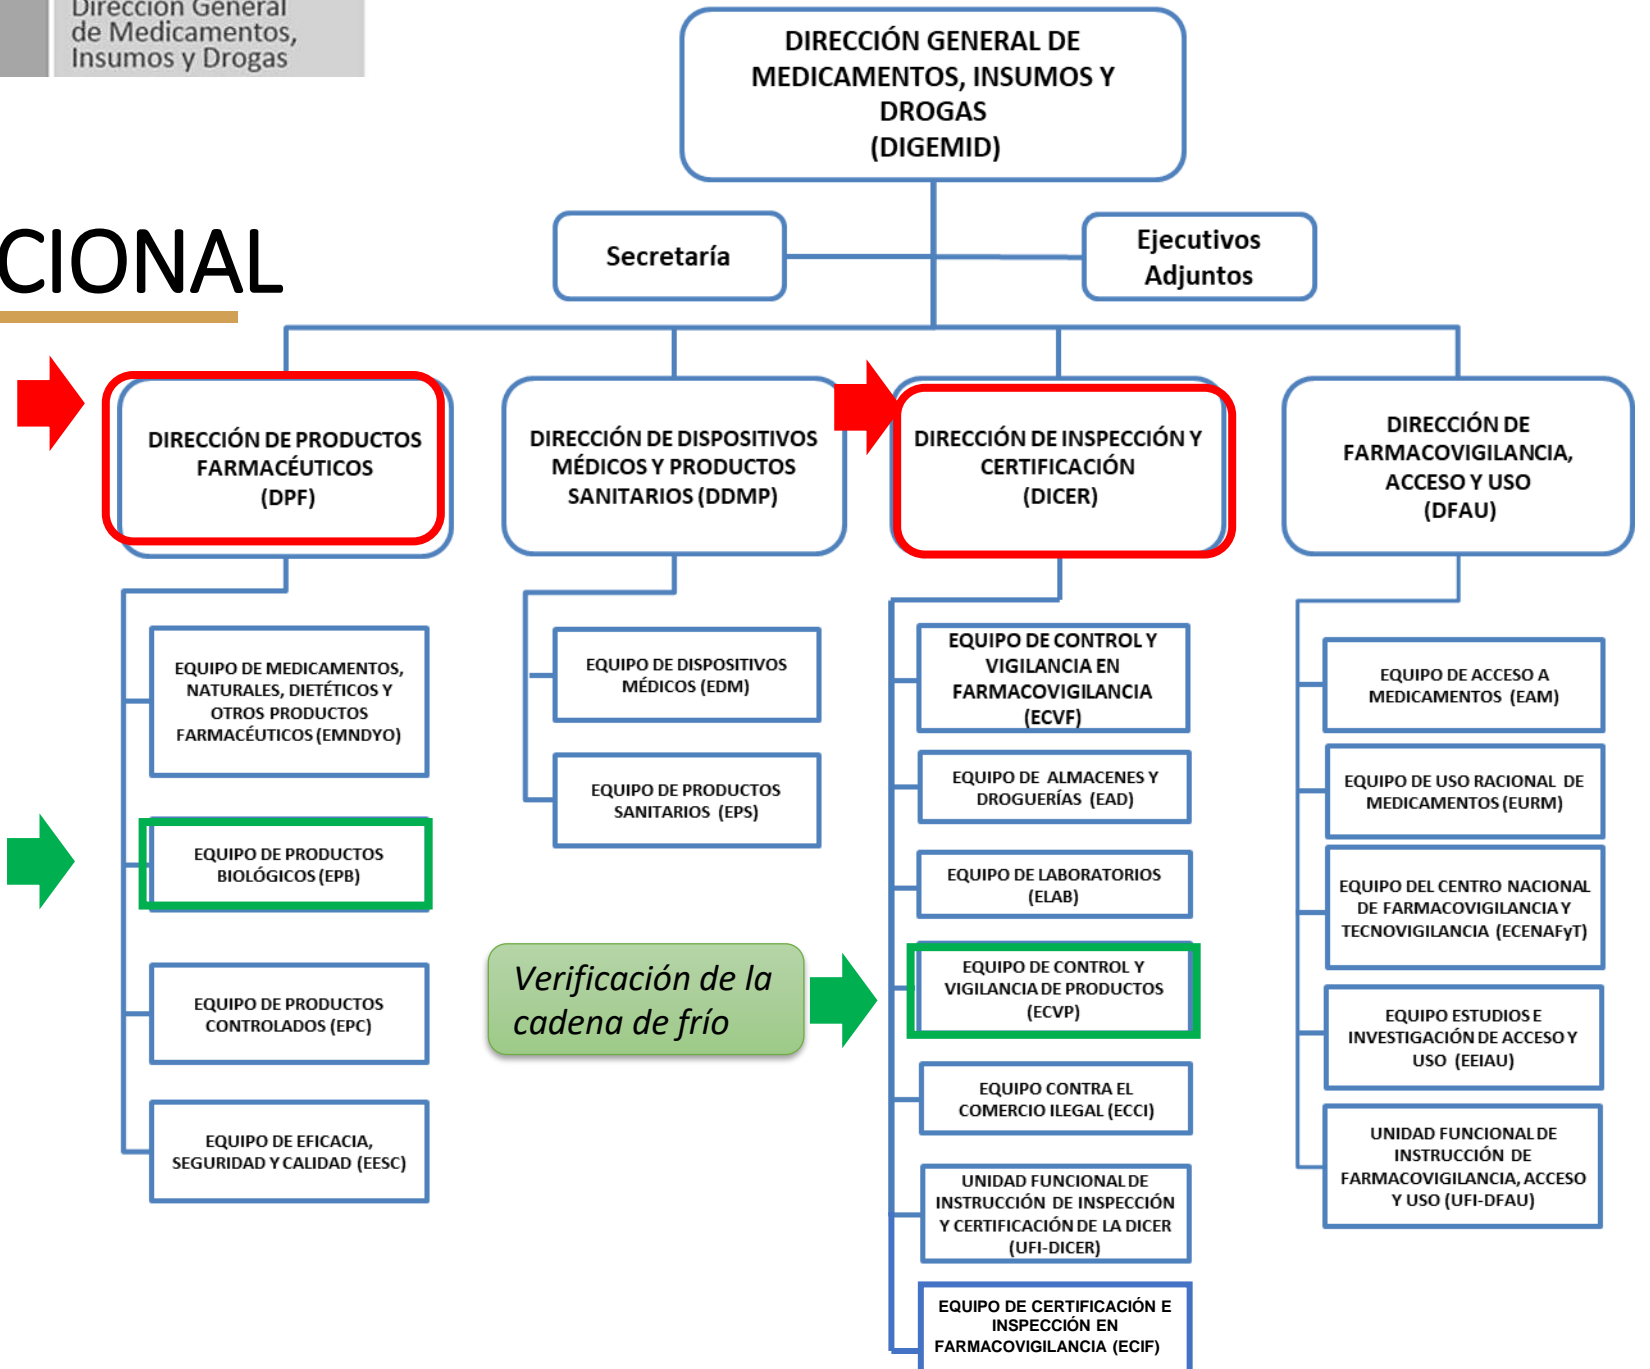 Dirección General
de Medicamentos,
Insumos y Drogas
CIONAL
DIRECCIÓN GENERAL DE
MEDICAMENTOS, INSUMOS Y
DROGAS
(DIGEMID)
Secretaría
Ejecutivos
Adjuntos
DIRECCIÓN DE PRODUCTOS
FARMACÉUTICOS
(DPF)
DIRECCIÓN DE DISPOSITIVOS
MÉDICOS Y PRODUCTOS
SANITARIOS (DDMP)
DIRECCIÓN DE INSPECCIÓN Y
CERTIFICACIÓN
(DICER)
DIRECCIÓN DE
FARMACOVIGILANCIA,
ACCESO Y USO
(DFAU)
EQUIPO DE MEDICAMENTOS,
NATURALES, DIETÉTICOS Y
OTROS PRODUCTOS
FARMACÉUTICOS (EMNDYO)
EQUIPO DE PRODUCTOS
BIOLÓGICOS (EPB)
EQUIPO DE PRODUCTOS
CONTROLADOS (EPC)
EQUIPO DE EFICACIA,
SEGURIDAD Y CALIDAD (EESC)
EQUIPO DE DISPOSITIVOS
MÉDICOS (EDM)
EQUIPO DE PRODUCTOS
SANITARIOS (EPS)
Verificación de la
cadena de frío
EQUIPO DE CONTROL Y
VIGILANCIA EN
FARMACOVIGILANCIA
(ECVF)
EQUIPO DE ALMACENES Y
DROGUERÍAS (EAD)
EQUIPO DE LABORATORIOS
(ELAB)
EQUIPO DE CONTROL Y
VIGILANCIA DE PRODUCTOS
(ECVP)
EQUIPO CONTRA EL
COMERCIO ILEGAL (ECCI)
UNIDAD FUNCIONAL DE
INSTRUCCIÓN DE INSPECCIÓN
Y CERTIFICACIÓN DE LA DICER
(UFI-DICER)
EQUIPO DE CERTIFICACIÓN E
INSPECCIÓN EN
FARMACOVIGILANCIA (ECIF)
EQUIPO DE ACCESO A
MEDICAMENTOS (EAM)
EQUIPO DE USO RACIONAL DE
MEDICAMENTOS (EURM)
EQUIPO DEL CENTRO NACIONAL
DE FARMACOVIGILANCIA Y
TECNOVIGILANCIA (ECENAFyT)
EQUIPO ESTUDIOS E
INVESTIGACIÓN DE ACCESO Y
USO (EEIAU)
UNIDAD FUNCIONAL DE
INSTRUCCIÓN DE
FARMACOVIGILANCIA, ACCESO
Y USO (UFI-DFAU)